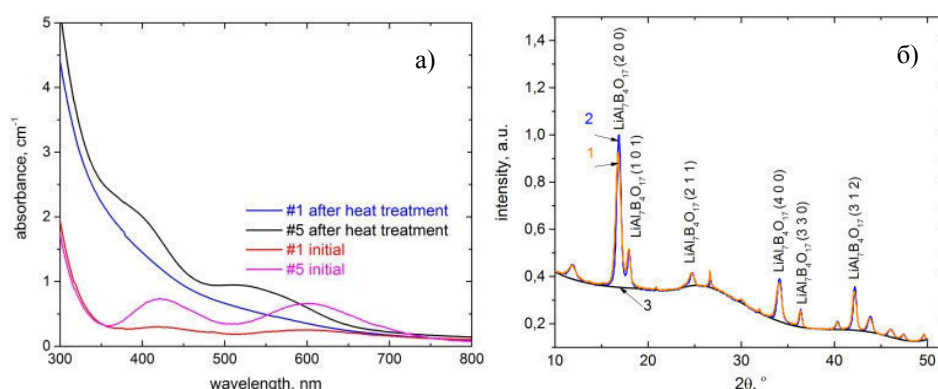 a)
5
4
3
2
1
0
300 400 500 600 700 800
absorbance, cm⁻¹
wavelength, nm
#1 after heat treatment
#5 after heat treatment
#1 initial
#5 initial
б)
1,4
1,2
1,0
0,8
0,6
0,4
0,2
10 20 30 40 50
intensity, a.u.
2θ, °
2
1
3
LiAl₇B₄O₁₇ (2 0 0)
LiAl₇B₄O₁₇ (1 0 1)
LiAl₇B₄O₁₇ (2 1 1)
LiAl₇B₄O₁₇ (4 0 0)
LiAl₇B₄O₁₇ (3 3 0)
LiAl₇B₄O₁₇ (3 1 2)